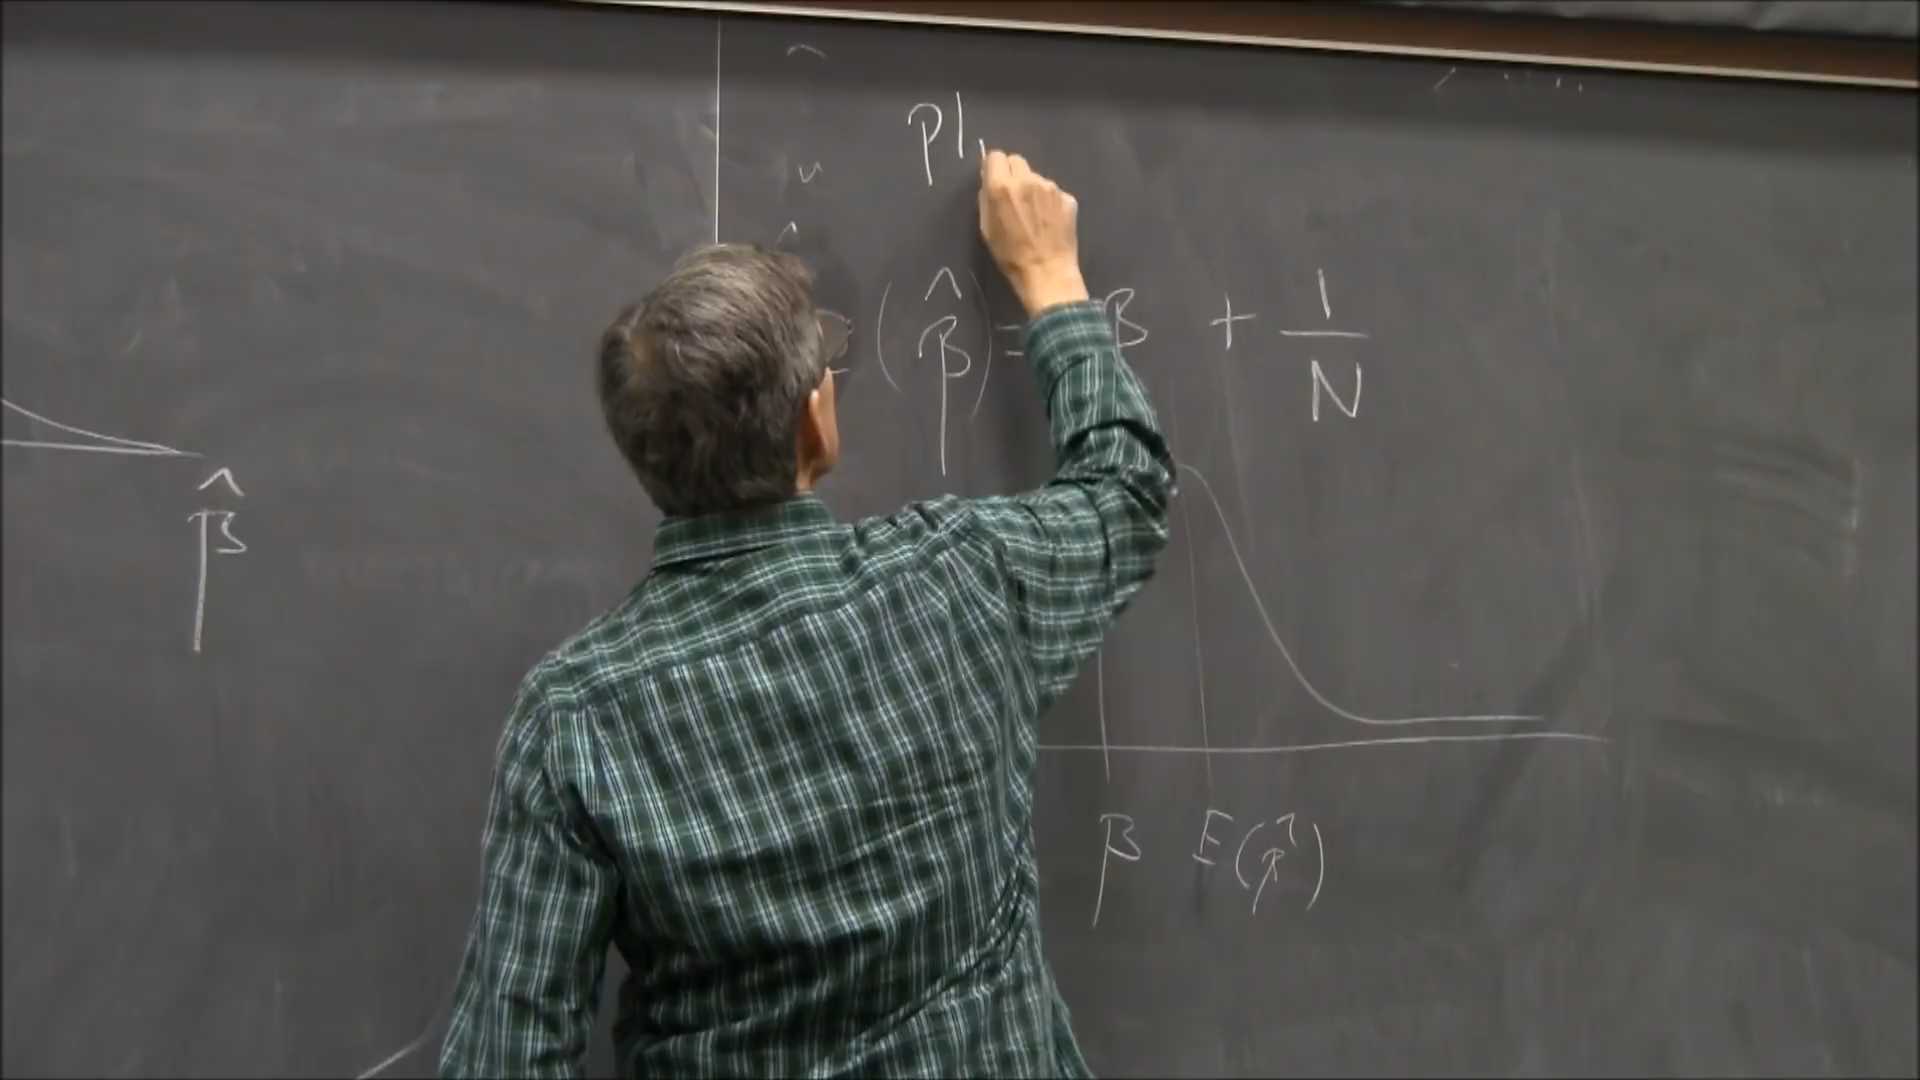 pl
(β̂) = β + 1/N
β̂
β E(β̂)